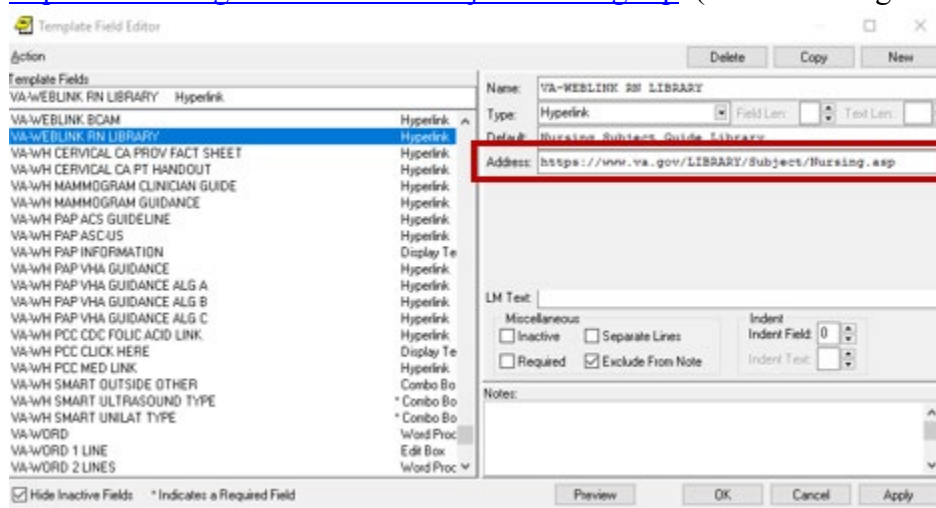 Template Field Editor
Action Delete Copy New
Template Fields
VA-WEBLINK RN LIBRARY Hyperlink
VA-WEBLINK BCAM Hyperlink
VA-WEBLINK RN LIBRARY Hyperlink
VA-WH CERVICAL CA PROV FACT SHEET Hyperlink
VA-WH CERVICAL CA PT HANDOUT Hyperlink
VA-WH MAMMOGRAM CLINICIAN GUIDE Hyperlink
VA-WH MAMMOGRAM GUIDANCE Hyperlink
VA-WH PAP ACS GUIDELINE Hyperlink
VA-WH PAP ASC-US Hyperlink
VA-WH PAP INFORMATION Display Te
VA-WH PAP VHA GUIDANCE Hyperlink
VA-WH PAP VHA GUIDANCE ALG A Hyperlink
VA-WH PAP VHA GUIDANCE ALG B Hyperlink
VA-WH PAP VHA GUIDANCE ALG C Hyperlink
VA-WH PCC CDC FOLIC ACID LINK Hyperlink
VA-WH PCC CLICK HERE Display Te
VA-WH PCC MED LINK Hyperlink
VA-WH SMART OUTSIDE OTHER Combo Bo
VA-WH SMART ULTRASOUND TYPE * Combo Bo
VA-WH SMART UNILAT TYPE * Combo Bo
VA-WORD Word Proc
VA-WORD 1 LINE Edit Box
VA-WORD 2 LINES Word Proc
Hide Inactive Fields * Indicates a Required Field
Name: VA-WEBLINK RN LIBRARY
Type: Hyperlink Field Len: Text Len:
Default: Nursing Subject Guide Library
Address: https://www.va.gov/LIBRARY/Subject/Nursing.asp
LM Text:
Miscellaneous Indent
Inactive Separate Lines Indent Field: 0
Required Exclude From Note Indent Text:
Notes:
Preview OK Cancel Apply